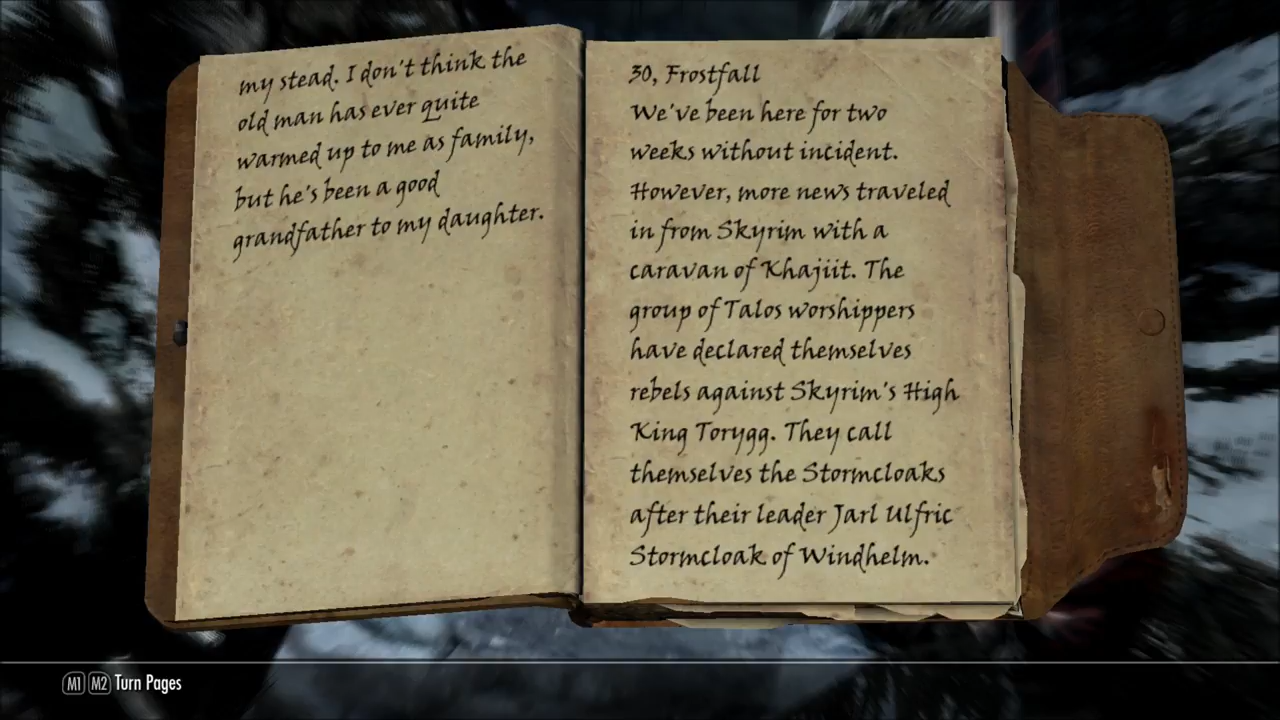 my stead. I don't think the
old man has ever quite
warmed up to me as family,
but he's been a good
grandfather to my daughter.
30, Frostfall
We've been here for two
weeks without incident.
However, more news traveled
in from Skyrim with a
caravan of Khajiit. The
group of Talos worshippers
have declared themselves
rebels against Skyrim's High
King Torygg. They call
themselves the Stormcloaks
after their leader Jarl Ulfric
Stormcloak of Windhelm.
M1 M2 Turn Pages